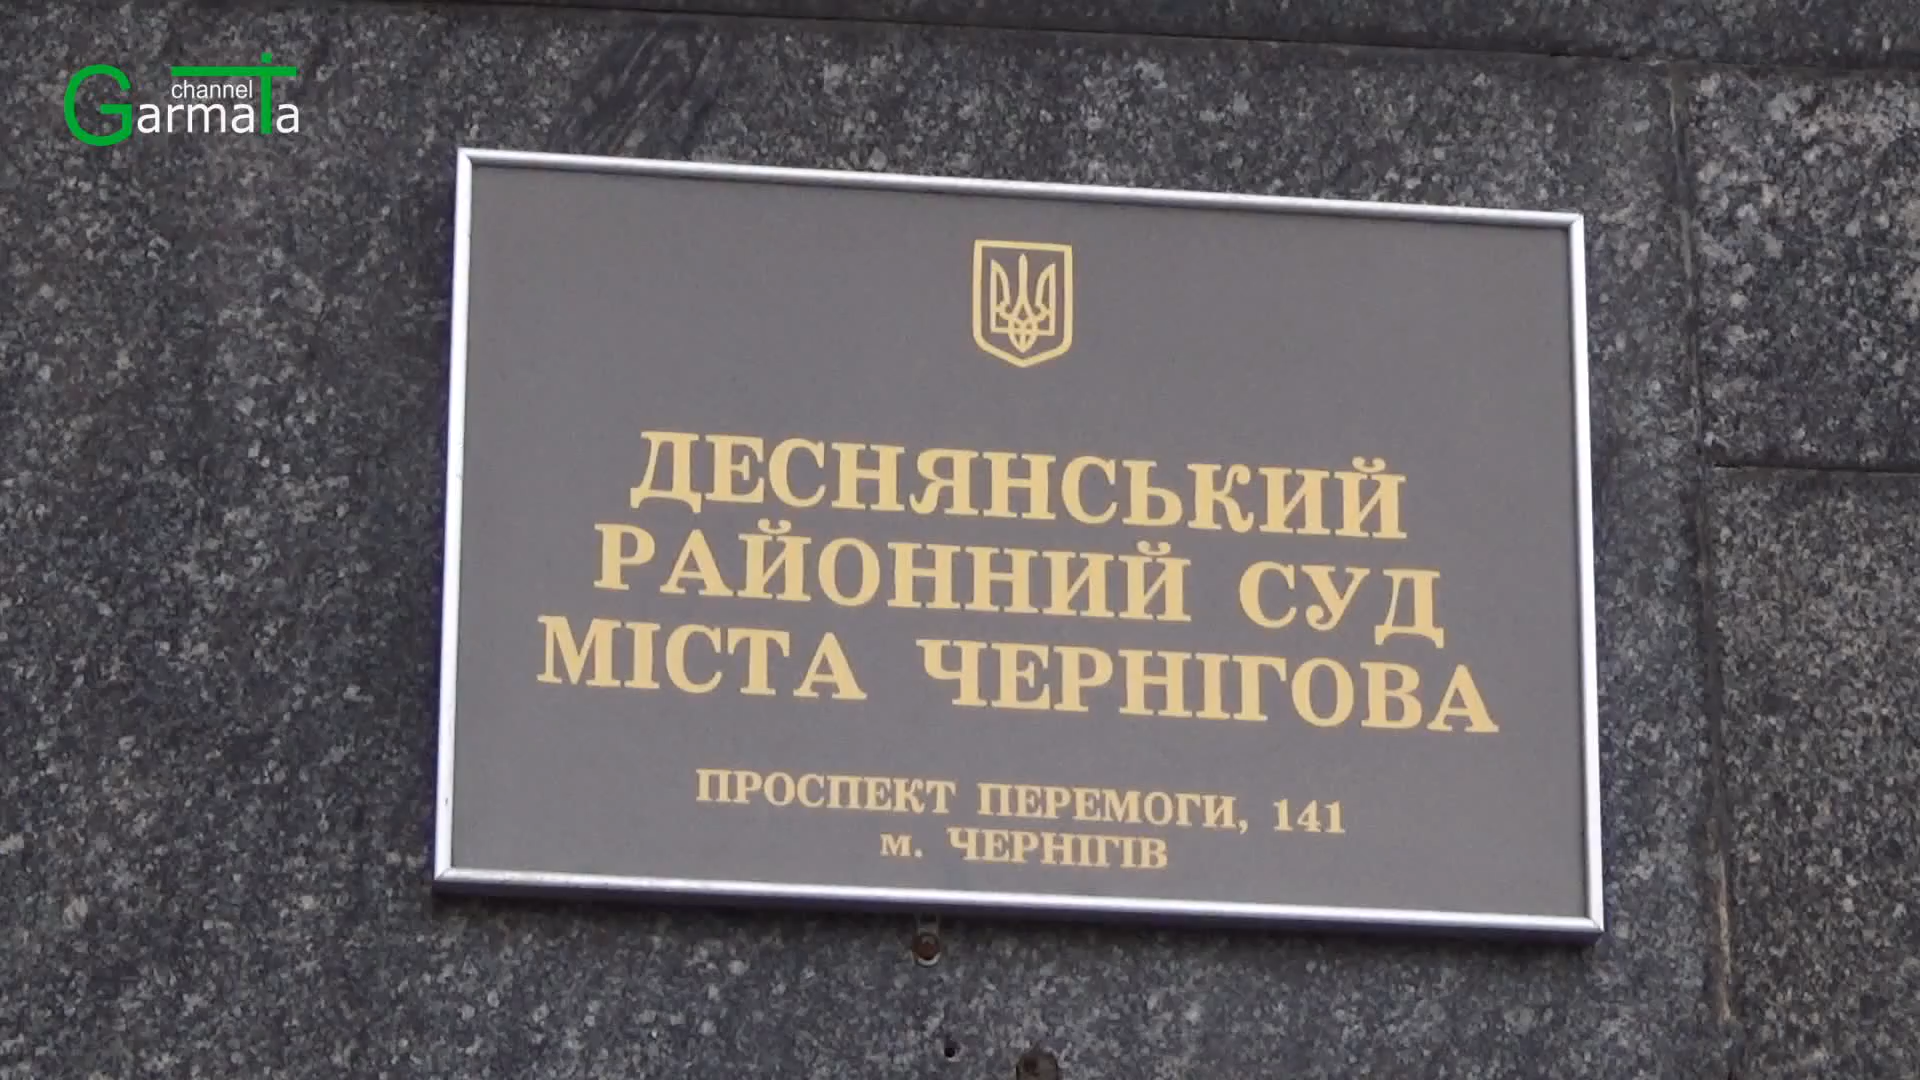 channel
Garmata
ДЕСНЯНСЬКИЙ
РАЙОННИЙ СУД
МІСТА ЧЕРНІГОВА
ПРОСПЕКТ ПЕРЕМОГИ, 141
м. ЧЕРНІГІВ